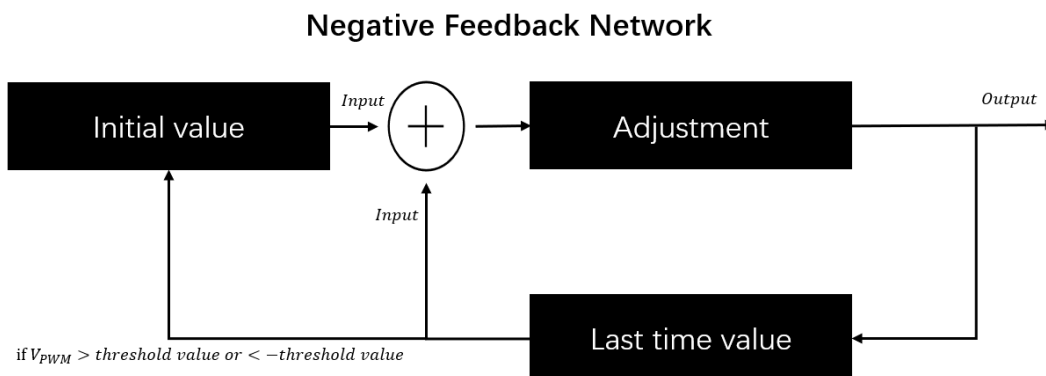 Negative Feedback Network
Initial value
Input
+
Adjustment
Output
Input
Last time value
if V_PWM > threshold value or < −threshold value